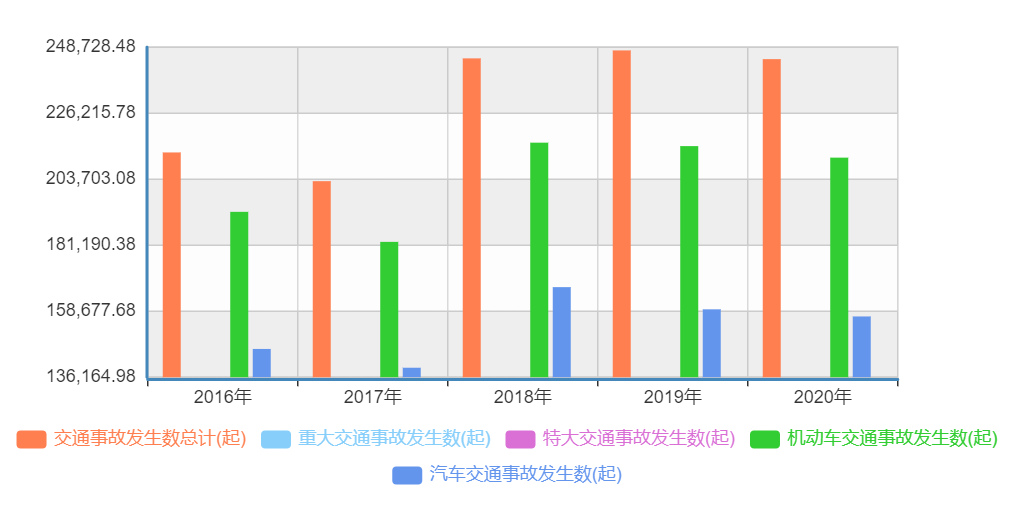 248,728.48
226,215.78
203,703.08
181,190.38
158,677.68
136,164.98
2016年 2017年 2018年 2019年 2020年
交通事故发生数总计(起) 重大交通事故发生数(起) 特大交通事故发生数(起) 机动车交通事故发生数(起)
汽车交通事故发生数(起)